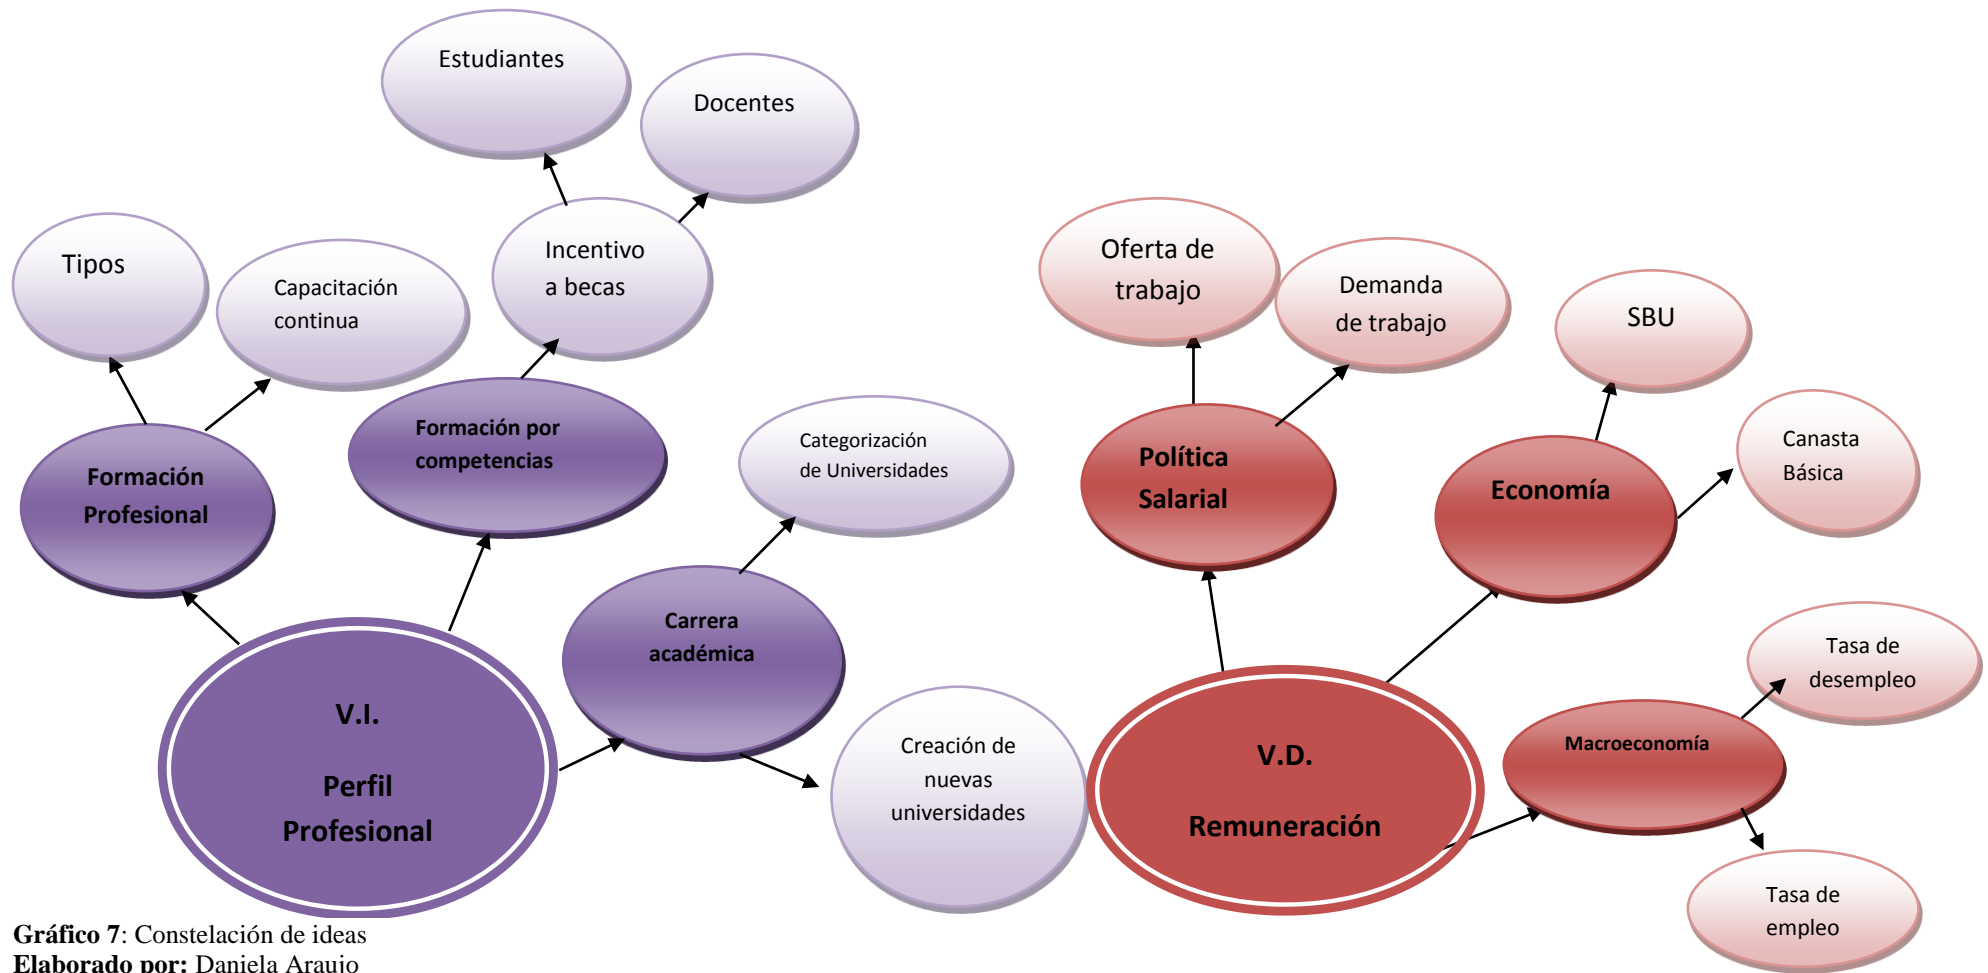 Estudiantes
Docentes
Incentivo
a becas
Tipos
Capacitación
continua
Formación por
competencias
Formación
Profesional
Categorización
de Universidades
Carrera
académica
V.I.
Perfil
Profesional
Creación de
nuevas
universidades
Oferta de
trabajo
Demanda
de trabajo
SBU
Canasta
Básica
Política
Salarial
Economía
Tasa de
desempleo
Macroeconomía
V.D.
Remuneración
Tasa de
empleo
Gráfico 7: Constelación de ideas
Elaborado por: Daniela Araujo